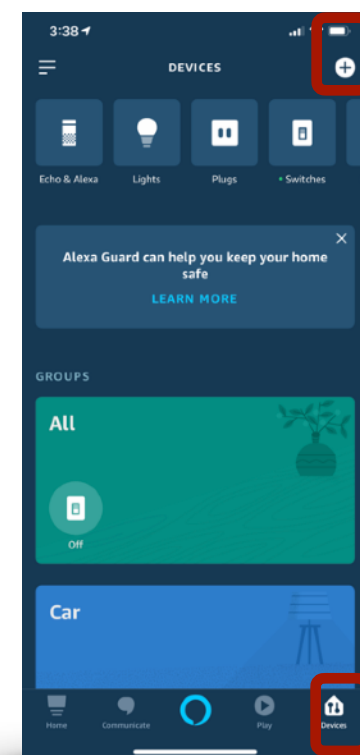 3:38
DEVICES
Echo & Alexa
Lights
Plugs
Switches
Alexa Guard can help you keep your home
safe
LEARN MORE
GROUPS
All
Off
Car
Home
Communicate
Play
Devices